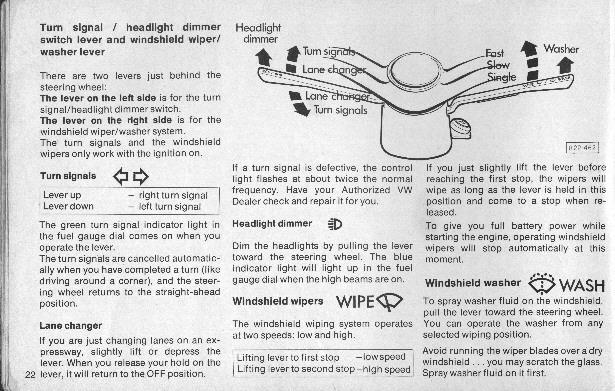 Turn signal / headlight dimmer
switch lever and windshield wiper/
washer lever
There are two levers just behind the
steering wheel:
The lever on the left side is for the turn
signal/headlight dimmer switch.
The lever on the right side is for the
windshield wiper/washer system.
The turn signals and the windshield
wipers only work with the ignition on.
Turn signals
Lever up – right turn signal
Lever down – left turn signal
The green turn signal indicator light in
the fuel gauge dial comes on when you
operate the lever.
The turn signals are cancelled automatic-
ally when you have completed a turn (like
driving around a corner), and the steer-
ing wheel returns to the straight-ahead
position.
Lane changer
If you are just changing lanes on an ex-
pressway, slightly lift or depress the
lever. When you release your hold on the
22 lever, it will return to the OFF position.
Headlight
dimmer
Turn signals
Lane changer
Lane changer
Turn signals
Fast
Slow
Single
Washer
B22-462
If a turn signal is defective, the control
light flashes at about twice the normal
frequency. Have your Authorized VW
Dealer check and repair it for you.
Headlight dimmer
Dim the headlights by pulling the lever
toward the steering wheel. The blue
indicator light will light up in the fuel
gauge dial when the high beams are on.
Windshield wipers WIPE
The windshield wiping system operates
at two speeds: low and high.
Lifting lever to first stop –low speed
Lifting lever to second stop –high speed
If you just slightly lift the lever before
reaching the first stop, the wipers will
wipe as long as the lever is held in this
position and come to a stop when re-
leased.
To give you full battery power while
starting the engine, operating windshield
wipers will stop automatically at this
moment.
Windshield washer WASH
To spray washer fluid on the windshield,
pull the lever toward the steering wheel.
You can operate the washer from any
selected wiping position.
Avoid running the wiper blades over a dry
windshield . . . you may scratch the glass.
Spray washer fluid on it first.